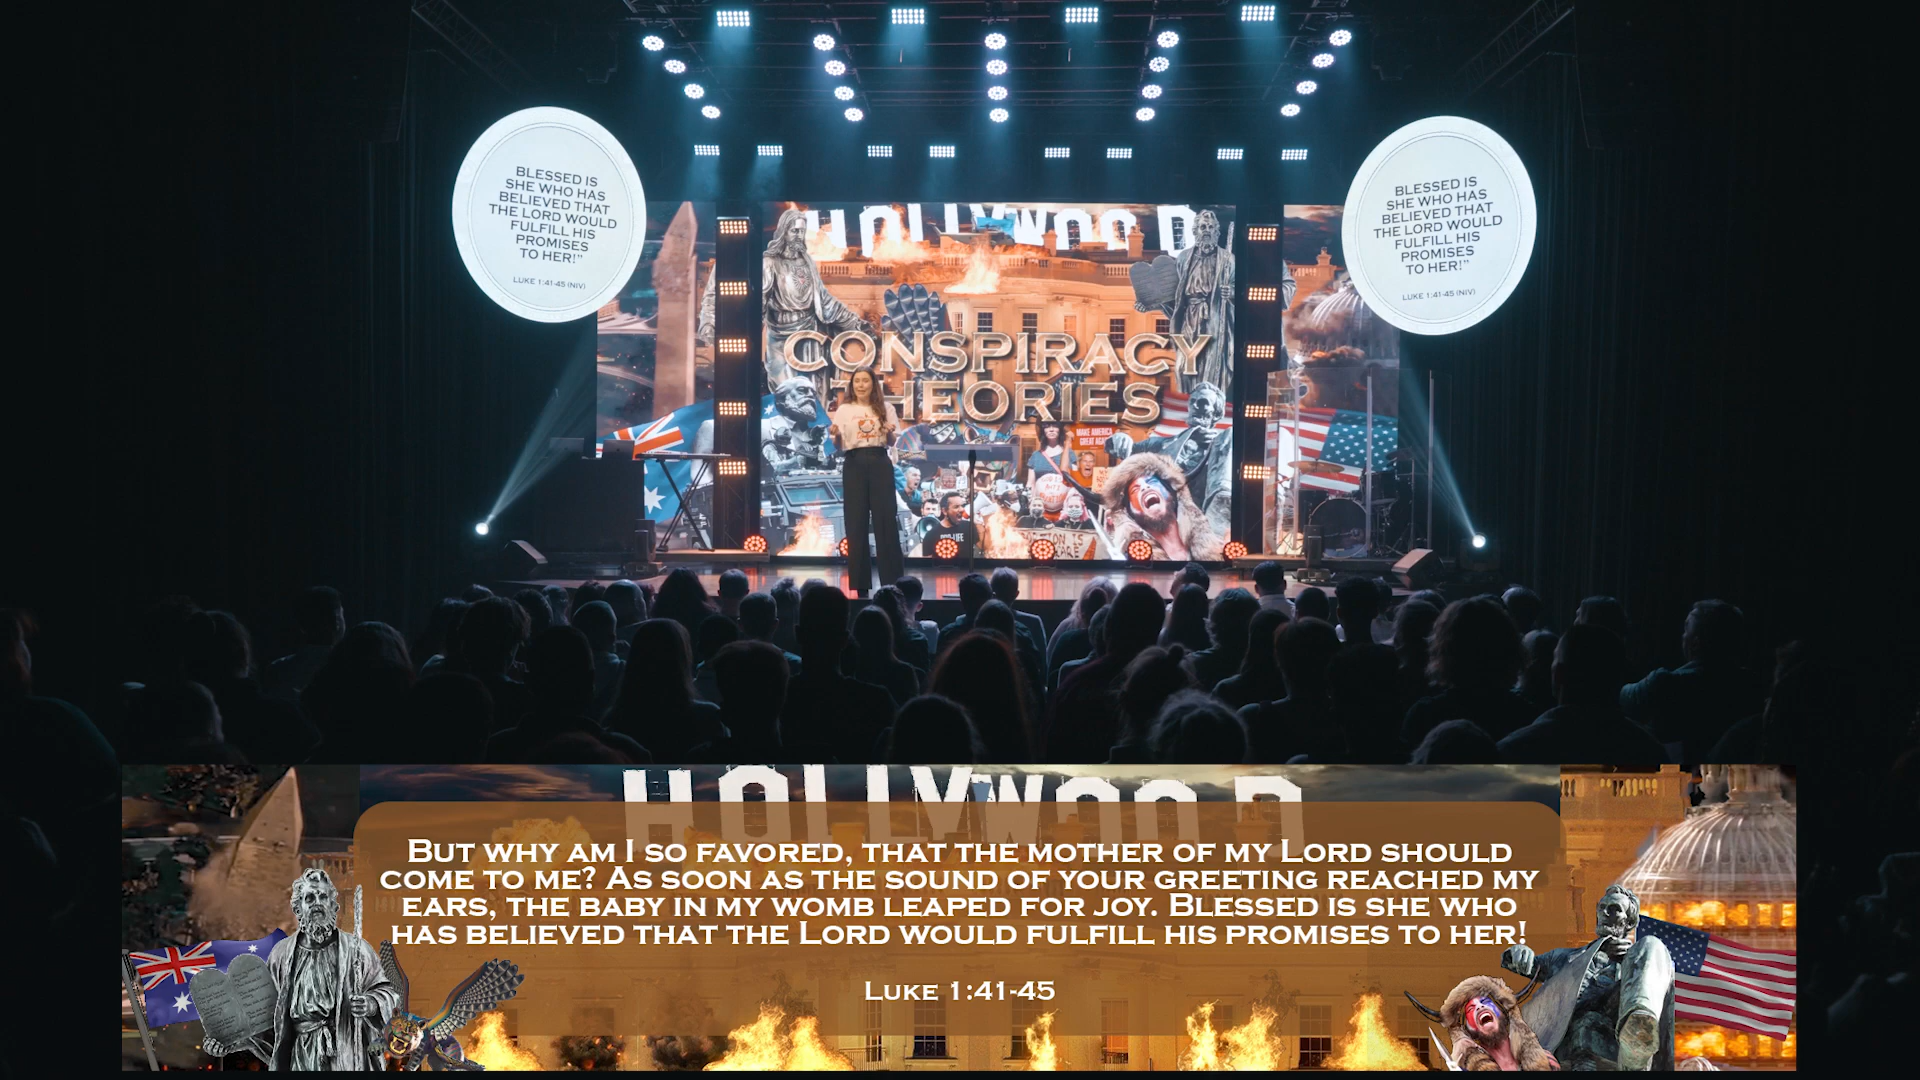 BLESSED IS
SHE WHO HAS
BELIEVED THAT
THE LORD WOULD
FULFILL HIS
PROMISES
TO HER!”
LUKE 1:41-45 (NIV)
BLESSED IS
SHE WHO HAS
BELIEVED THAT
THE LORD WOULD
FULFILL HIS
PROMISES
TO HER!”
LUKE 1:41-45 (NIV)
HOLLYWOOD
CONSPIRACY
THEORIES
MAKE AMERICA
GREAT AGAIN
HOLLYWOOD
BUT WHY AM I SO FAVORED, THAT THE MOTHER OF MY LORD SHOULD
COME TO ME? AS SOON AS THE SOUND OF YOUR GREETING REACHED MY
EARS, THE BABY IN MY WOMB LEAPED FOR JOY. BLESSED IS SHE WHO
HAS BELIEVED THAT THE LORD WOULD FULFILL HIS PROMISES TO HER!
LUKE 1:41-45